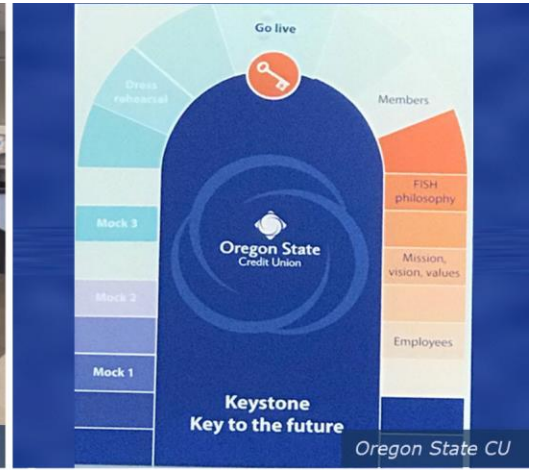 Go live
Dress
rehearsal
Members
FISH
philosophy
Mock 3
Oregon State
Credit Union
Mission,
vision, values
Mock 2
Employees
Mock 1
Keystone
Key to the future
Oregon State CU